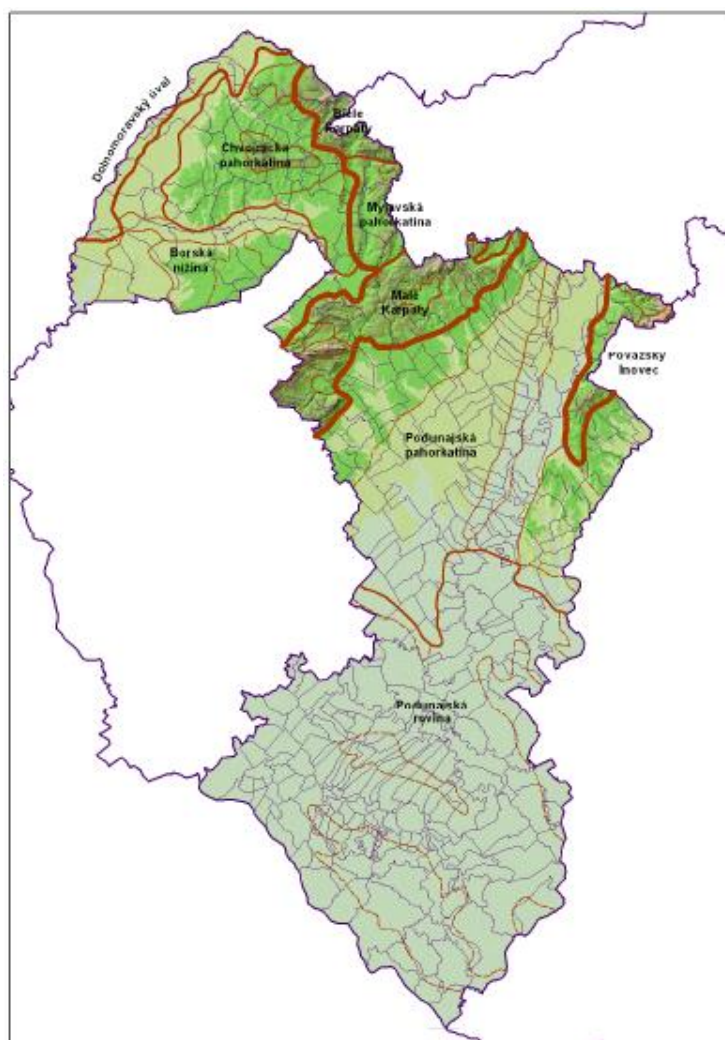 Dolnomoravský úval
Biele
Karpaty
Chvojnická
pahorkatina
Myjavská
pahorkatina
Borská
nížina
Malé
Karpaty
Považský
Inovec
Podunajská
pahorkatina
Podunajská
rovina